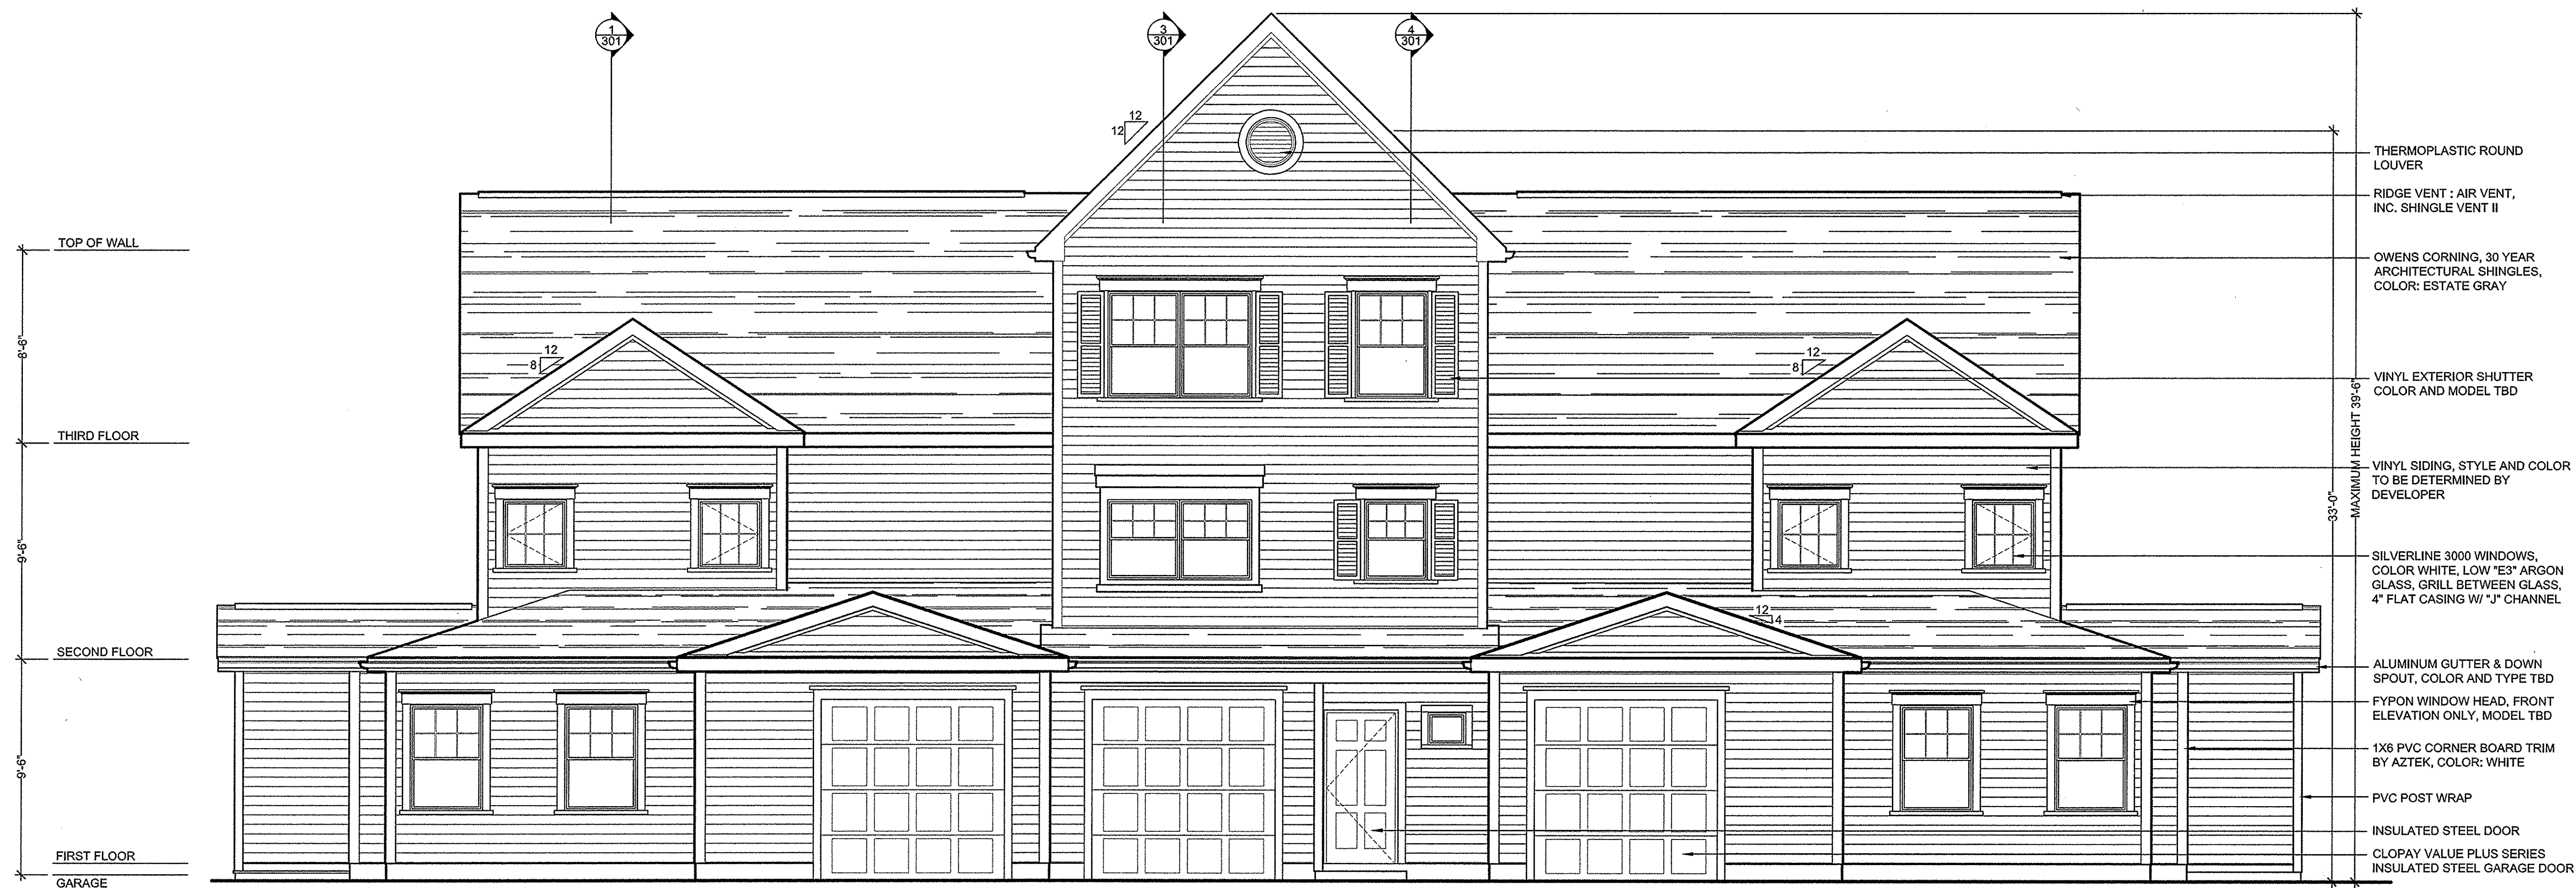 1
301
3
301
4
301
12
12
THERMOPLASTIC ROUND
LOUVER
RIDGE VENT : AIR VENT,
INC. SHINGLE VENT II
TOP OF WALL
OWENS CORNING, 30 YEAR
ARCHITECTURAL SHINGLES,
COLOR: ESTATE GRAY
8'-6"
12
8
12
8
VINYL EXTERIOR SHUTTER
COLOR AND MODEL TBD
MAXIMUM HEIGHT 39'-6"
THIRD FLOOR
VINYL SIDING, STYLE AND COLOR
TO BE DETERMINED BY
DEVELOPER
33'-0"
9'-6"
SILVERLINE 3000 WINDOWS,
COLOR WHITE, LOW "E3" ARGON
GLASS, GRILL BETWEEN GLASS,
4" FLAT CASING W/ "J" CHANNEL
12
4
SECOND FLOOR
ALUMINUM GUTTER & DOWN
SPOUT, COLOR AND TYPE TBD
FYPON WINDOW HEAD, FRONT
ELEVATION ONLY, MODEL TBD
9'-6"
1X6 PVC CORNER BOARD TRIM
BY AZTEK, COLOR: WHITE
PVC POST WRAP
INSULATED STEEL DOOR
FIRST FLOOR
CLOPAY VALUE PLUS SERIES
INSULATED STEEL GARAGE DOOR
GARAGE